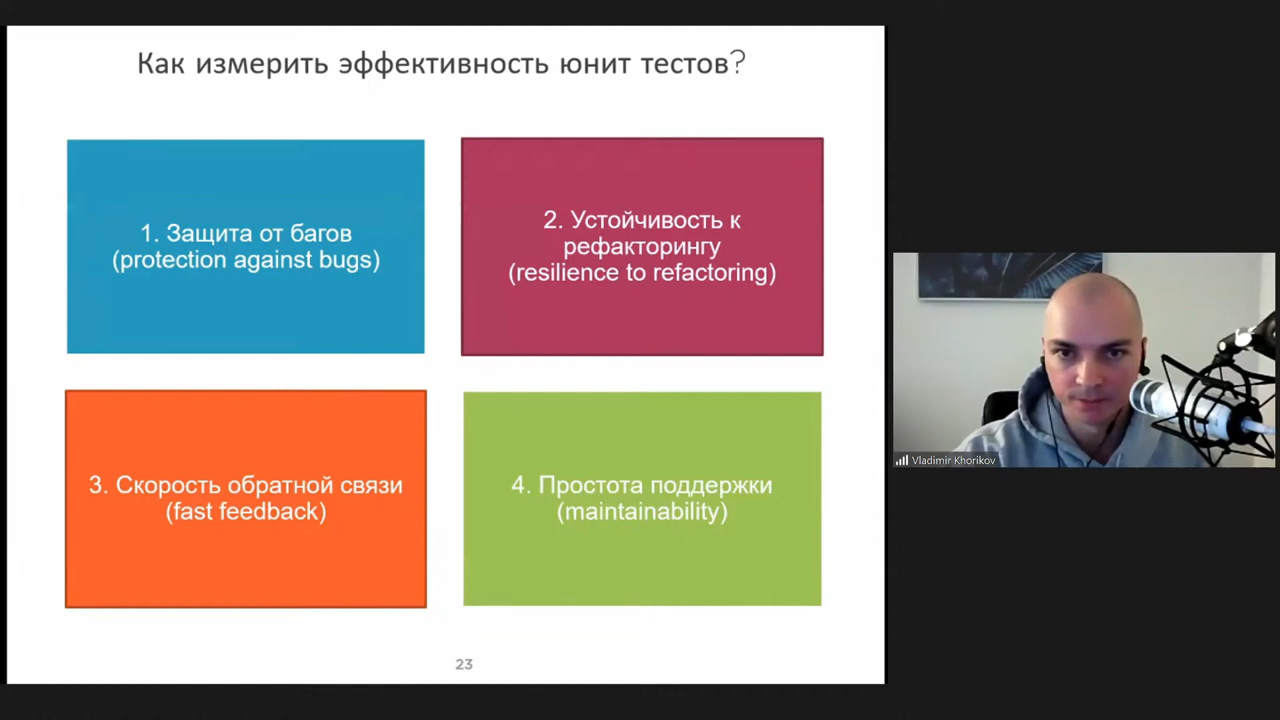 Как измерить эффективность юнит тестов?
1. Защита от багов
(protection against bugs)
2. Устойчивость к
рефакторингу
(resilience to refactoring)
3. Скорость обратной связи
(fast feedback)
4. Простота поддержки
(maintainability)
23
Vladimir Khorikov